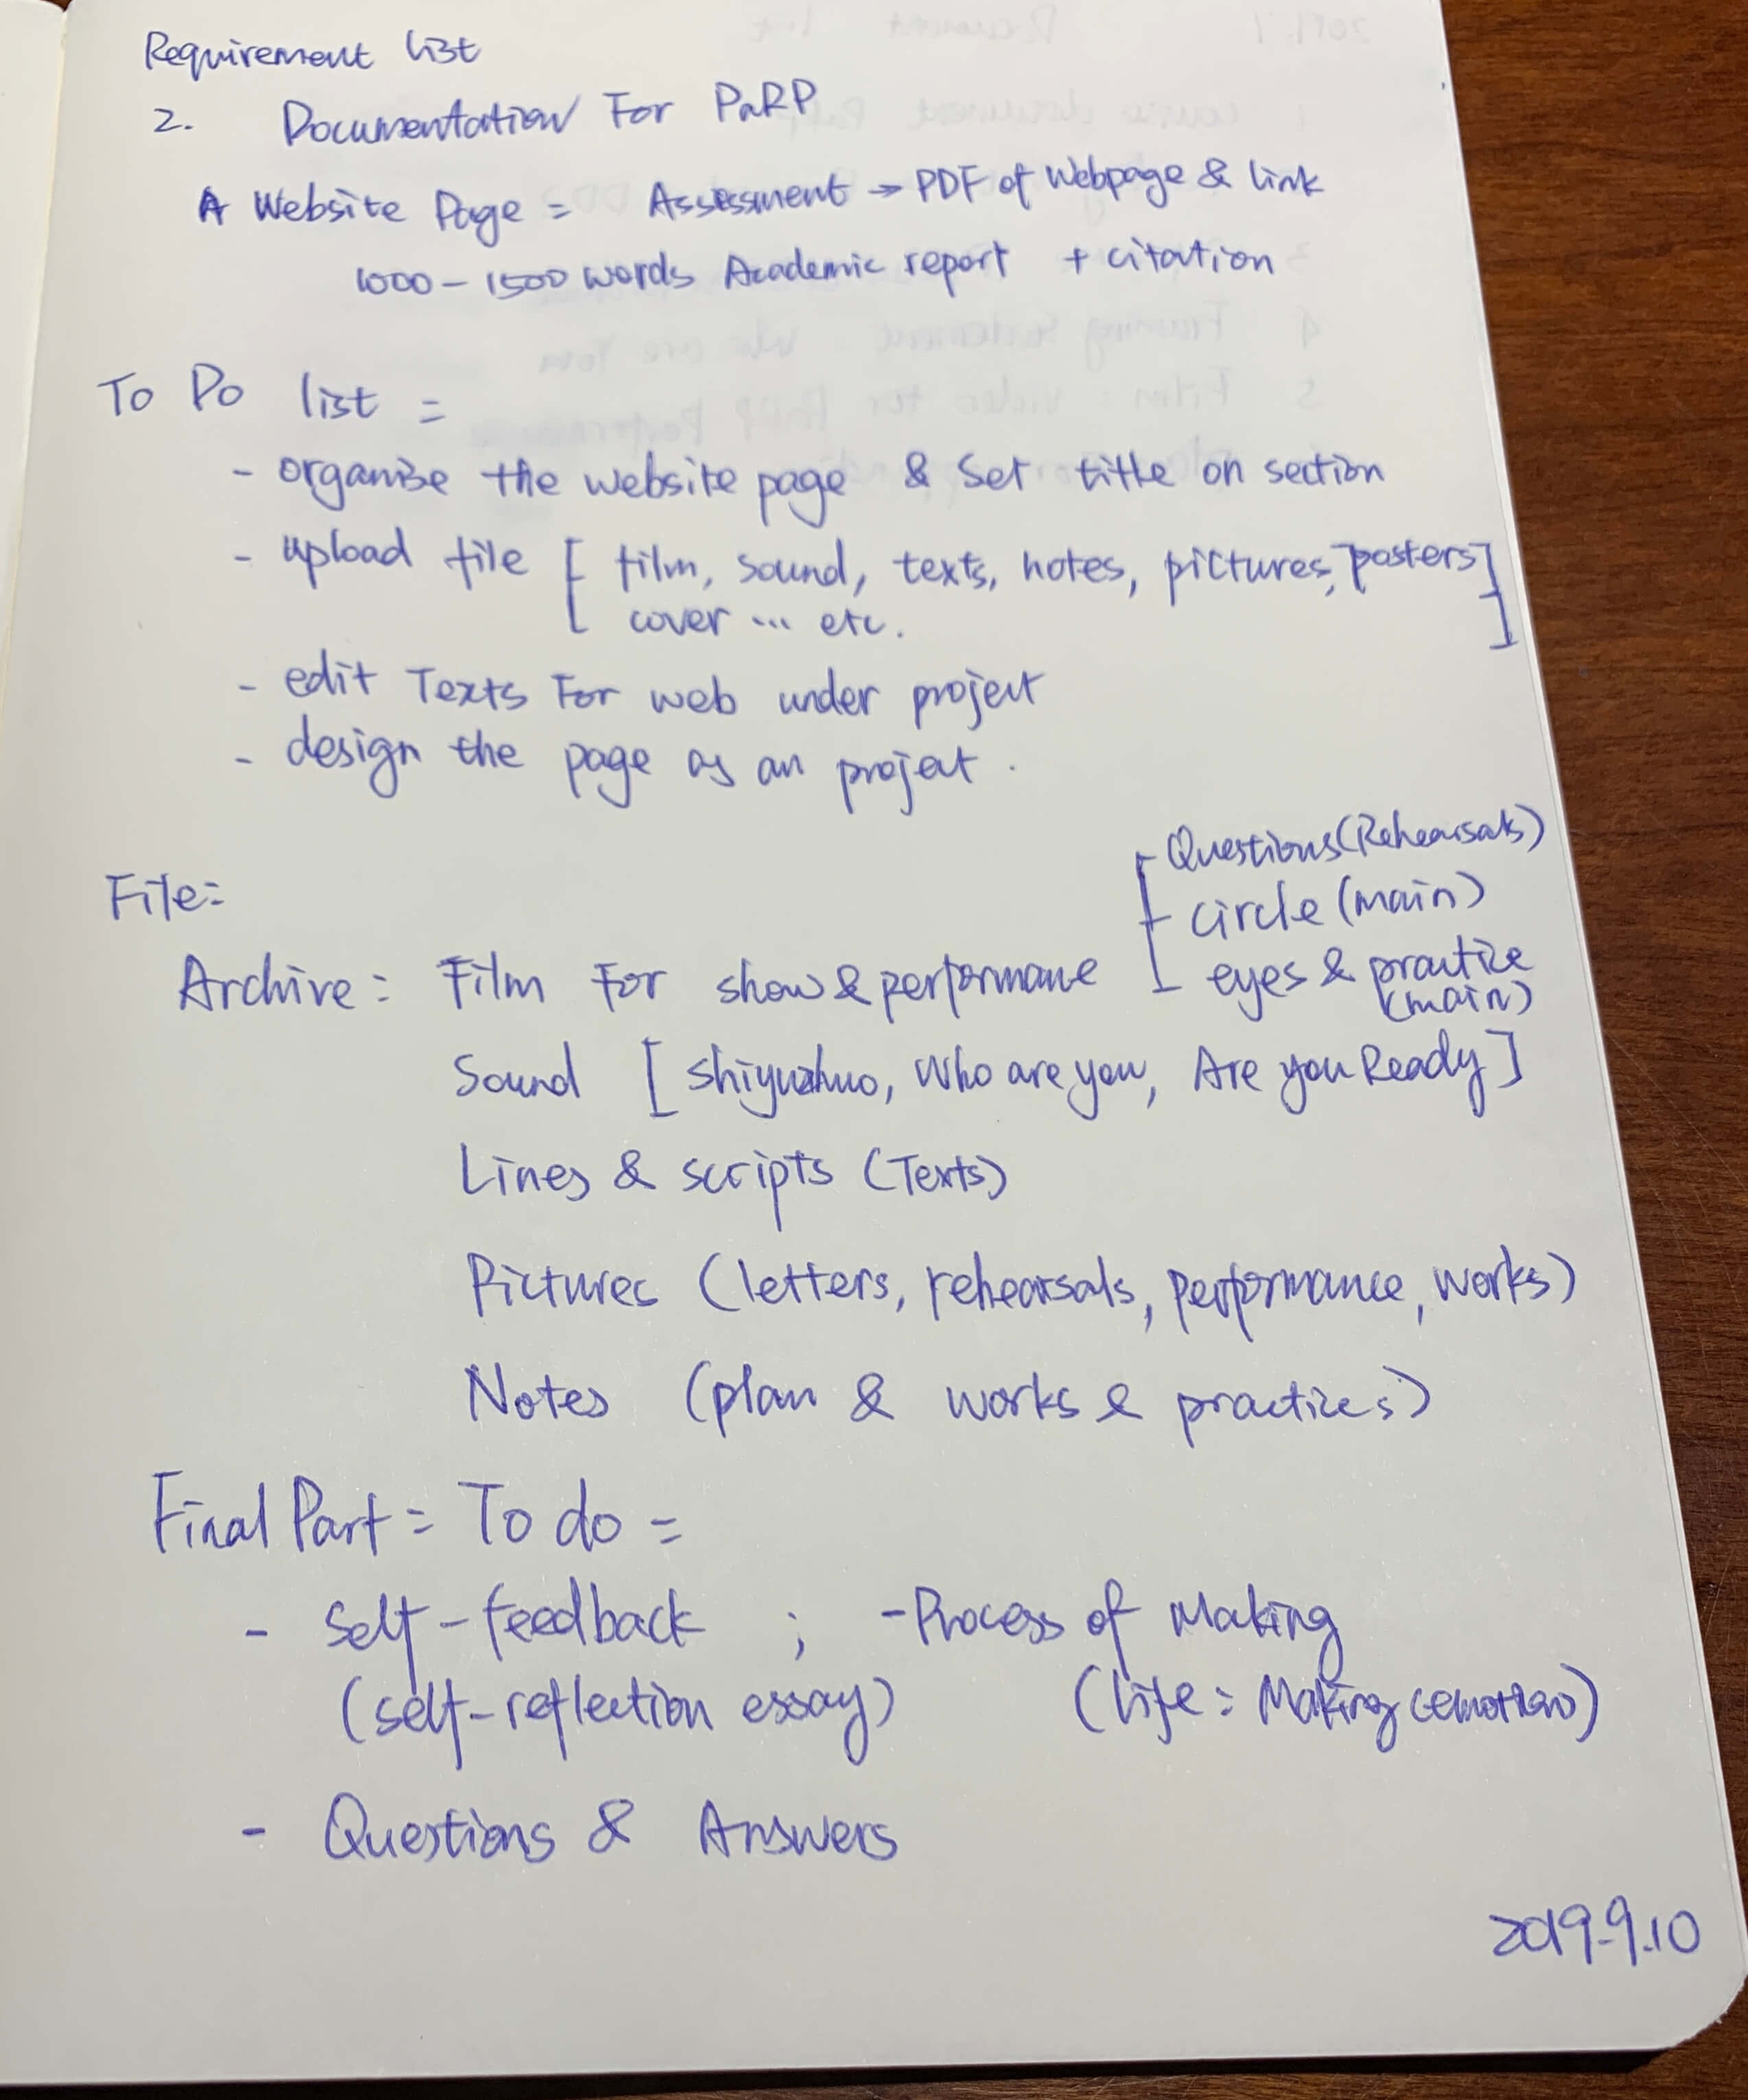 Requirement list
2. Documentation For PaRP
A Website Page = Assessment → PDF of Webpage & link
1000 - 1500 words Academic report + citation
To Do list =
- organise the website page & Set title on section
- upload file [ film, sound, texts, notes, pictures, posters]
[ cover ... etc. ]
- edit Texts For web under project
- design the page as an project.
File:
Questions (Rehearsals)
circle (main)
Archive: Film For show & performance eyes & practice
(main)
Sound [ shiyuzhuo, Who are you, Are you Ready ]
Lines & scripts (Texts)
Pictures (letters, rehearsals, performance, works)
Notes (plan & works & practices)
Final Part = To do =
- Self-feedback ; - Process of Making
(self-reflection essay) (life = Making (emotion)
- Questions & Answers
2019.9.10